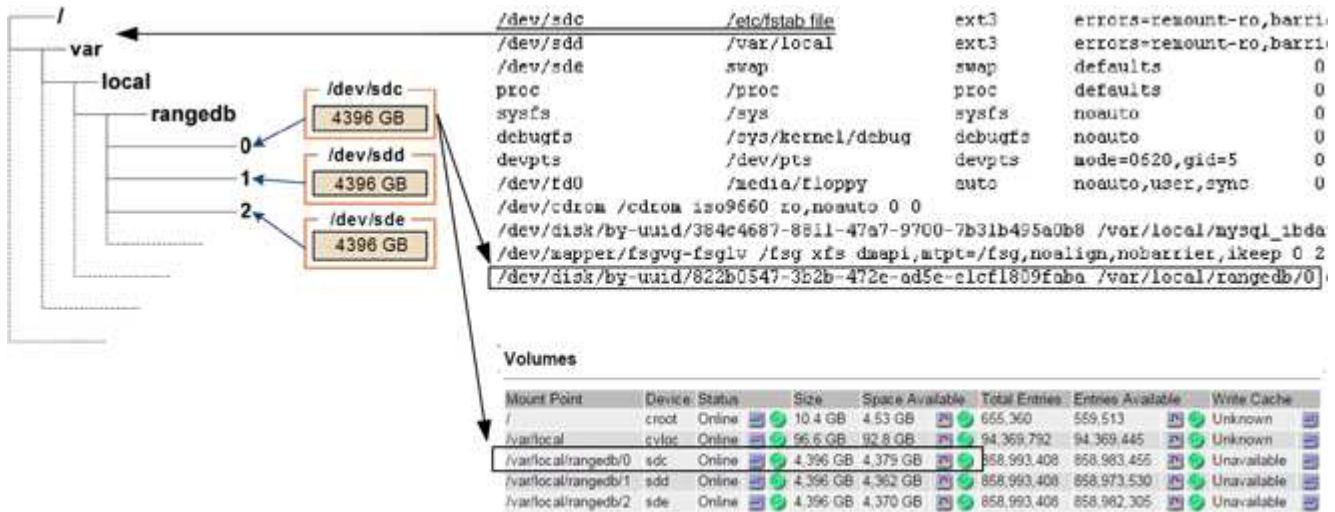 /
var
local
rangedb
0
1
2
/dev/sdc
4396 GB
/dev/sdd
4396 GB
/dev/sde
4396 GB
/dev/sdc /etc/fstab file ext3 errors=remount-ro,barri
/dev/sdd /var/local ext3 errors=remount-ro,barri
/dev/sde swap swap defaults 0
proc /proc proc defaults 0
sysfs /sys sysfs noauto 0
debugfs /sys/kernel/debug debugfs noauto 0
devpts /dev/pts devpts mode=0620,gid=5 0
/dev/fd0 /media/floppy auto noauto,user,sync 0
/dev/cdrom /cdrom iso9660 ro,noauto 0 0
/dev/disk/by-uuid/384c4687-8811-47a7-9700-7b31b495a0b8 /var/local/mysql_ibda
/dev/mapper/fsgvg-fsglv /fsg xfs dmapi,mtpt=/fsg,noalign,nobarrier,ikeep 0 2
/dev/disk/by-uuid/822b0547-3b2b-472e-ad5e-e1cf1809faba /var/local/rangedb/0
Volumes
Mount Point Device Status Size Space Available Total Entries Entries Available Write Cache
/ croot Online 10.4 GB 4.53 GB 655,360 559,513 Unknown
/var/local cvloc Online 96.6 GB 92.8 GB 94,369,792 94,369,445 Unknown
/var/local/rangedb/0 sdc Online 4,396 GB 4,379 GB 858,993,408 858,983,455 Unavailable
/var/local/rangedb/1 sdd Online 4,396 GB 4,362 GB 858,993,408 858,973,530 Unavailable
/var/local/rangedb/2 sde Online 4,396 GB 4,370 GB 858,993,408 858,982,305 Unavailable